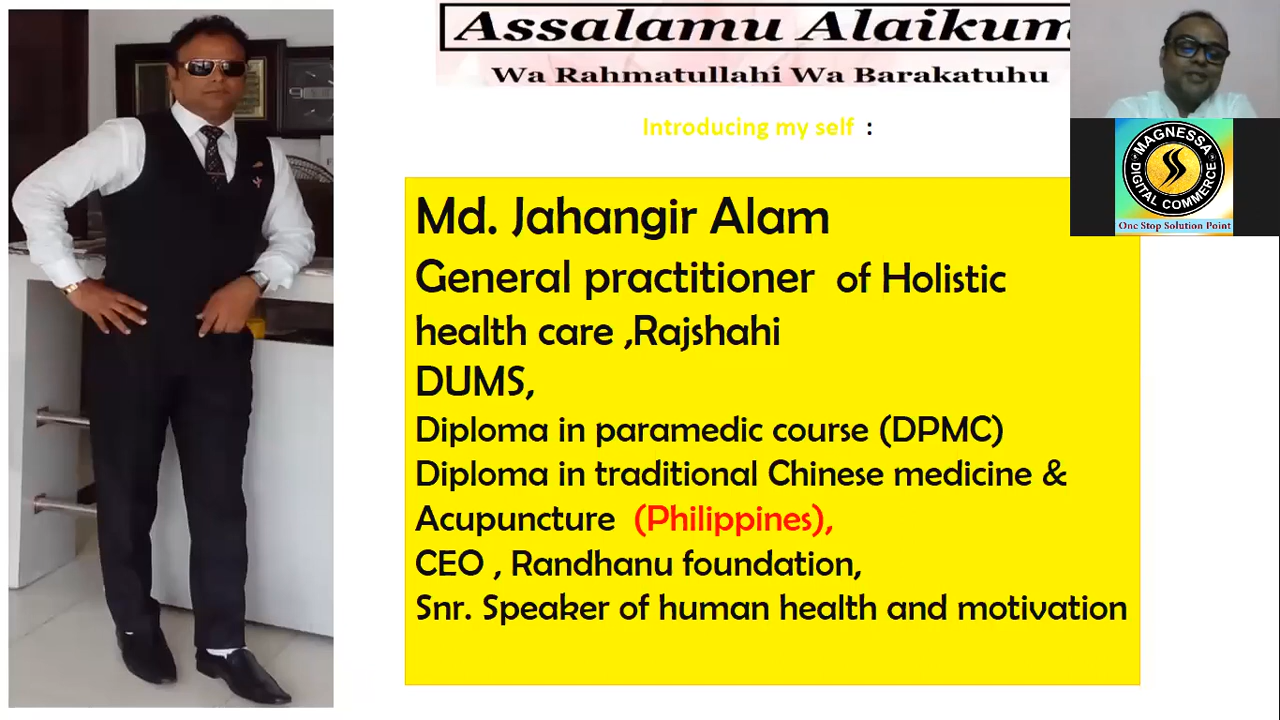 Assalamu Alaikum
Wa Rahmatullahi Wa Barakatuhu
Introducing my self :
Md. Jahangir Alam
General practitioner of Holistic
health care ,Rajshahi
DUMS,
Diploma in paramedic course (DPMC)
Diploma in traditional Chinese medicine &
Acupuncture (Philippines),
CEO , Randhanu foundation,
Snr. Speaker of human health and motivation
MAGNESSA
DIGITAL COMMERCE
One Stop Solution Point